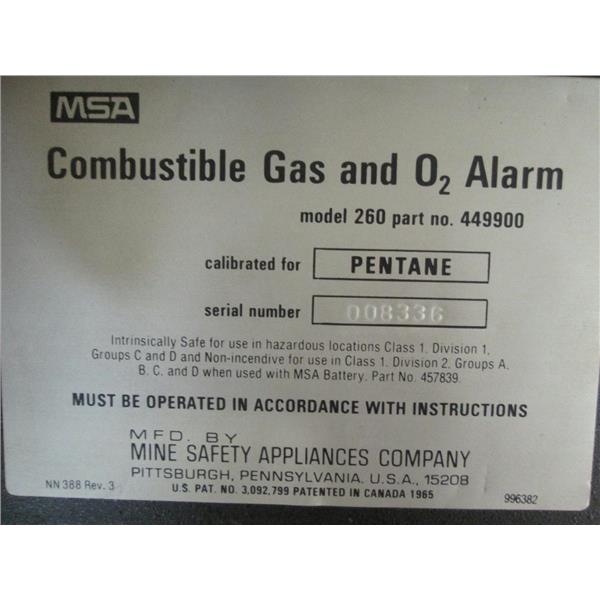 MSA
Combustible Gas and O₂ Alarm
model 260 part no. 449900
calibrated for PENTANE
serial number 008336
Intrinsically Safe for use in hazardous locations Class 1, Division 1,
Groups C and D and Non-incendive for use in Class 1, Division 2, Groups A,
B, C, and D when used with MSA Battery, Part No. 457839.
MUST BE OPERATED IN ACCORDANCE WITH INSTRUCTIONS
MFD. BY
MINE SAFETY APPLIANCES COMPANY
PITTSBURGH, PENNSYLVANIA. U.S.A., 15208
NN 388 Rev. 3
U.S. PAT. NO. 3,092,799 PATENTED IN CANADA 1965
996382